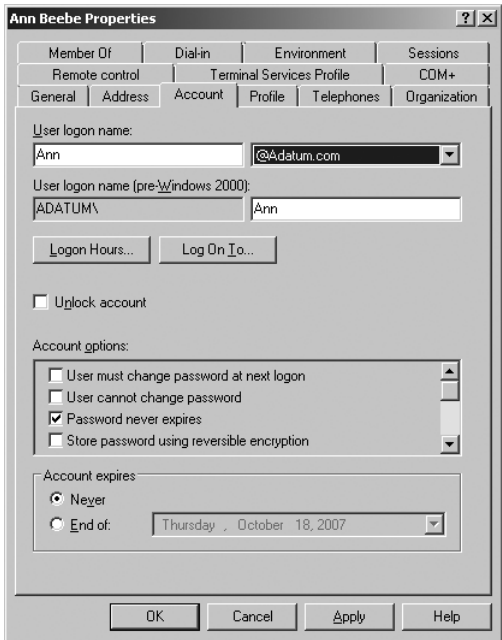 Ann Beebe Properties
Member Of Dial-in Environment Sessions
Remote control Terminal Services Profile COM+
General Address Account Profile Telephones Organization
User logon name:
Ann @Adatum.com
User logon name (pre-Windows 2000):
ADATUM\ Ann
Logon Hours... Log On To...
Unlock account
Account options:
User must change password at next logon
User cannot change password
Password never expires
Store password using reversible encryption
Account expires
Never
End of: Thursday , October 18, 2007
OK Cancel Apply Help